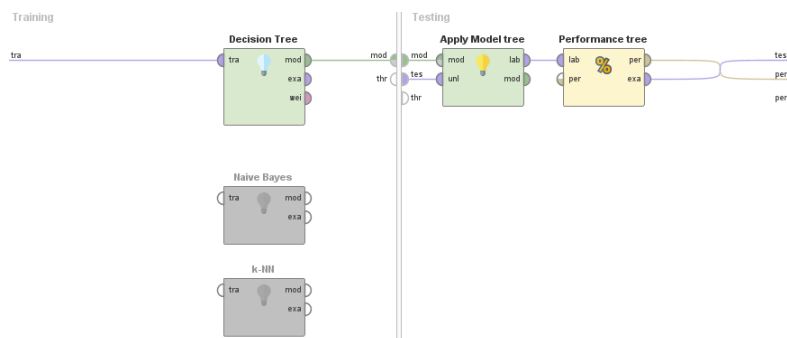 Training
Testing
Decision Tree
Apply Model tree
Performance tree
tra
tra
mod
exa
wei
mod
thr
mod
tes
thr
mod
unl
lab
mod
lab
per
%
per
exa
tes
per
per
Naive Bayes
tra
mod
exa
k-NN
tra
mod
exa